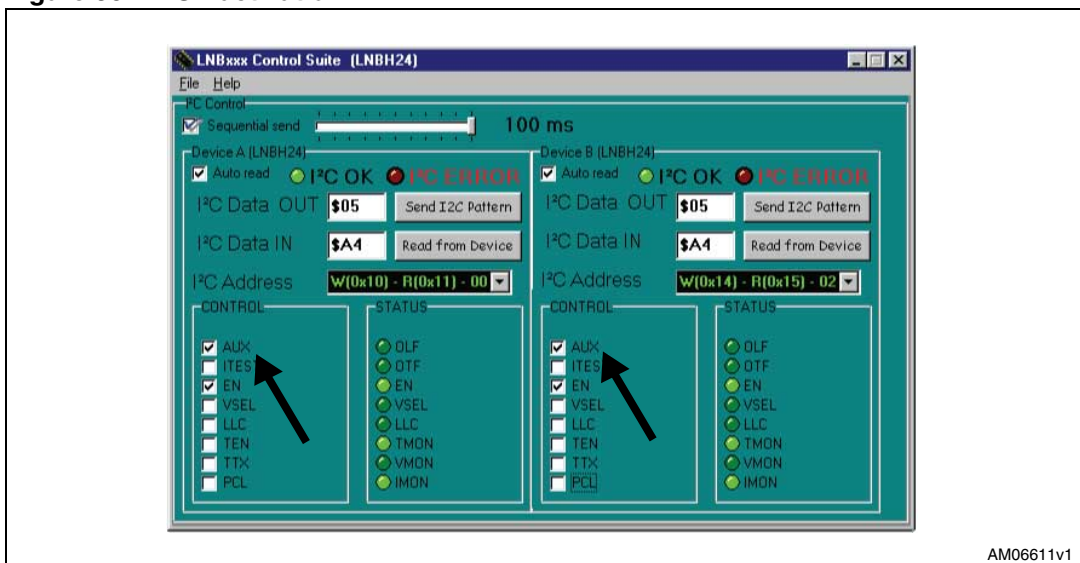 LNBxxx Control Suite (LNBH24)
File Help
I²C Control
Sequential send 100 ms
Device A (LNBH24)
Auto read I²C OK I²C ERROR
I²C Data OUT $05 Send I2C Pattern
I²C Data IN $A4 Read from Device
I²C Address W(0x10) - R(0x11) - 00
CONTROL
AUX
ITEST
EN
VSEL
LLC
TEN
TTX
PCL
STATUS
OLF
OTF
EN
VSEL
LLC
TMON
VMON
IMON
Device B (LNBH24)
Auto read I²C OK I²C ERROR
I²C Data OUT $05 Send I2C Pattern
I²C Data IN $A4 Read from Device
I²C Address W(0x14) - R(0x15) - 02
CONTROL
AUX
ITES
EN
VSEL
LLC
TEN
TTX
PCL
STATUS
OLF
OTF
EN
VSEL
LLC
TMON
VMON
IMON
AM06611v1